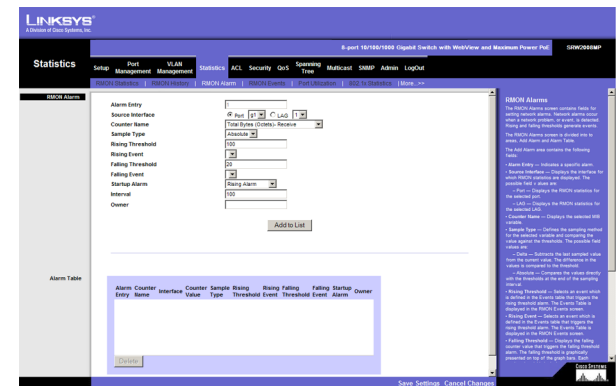 LINKSYS®
A Division of Cisco Systems, Inc.
8-port 10/100/1000 Gigabit Switch with WebView and Maximum Power PoE
SRW2008MP
Statistics
Setup Port Management VLAN Management Statistics ACL Security QoS Spanning Tree Multicast SNMP Admin LogOut
RMON Statistics | RMON History | RMON Alarm | RMON Events | Port Utilization | 802.1x Statistics | More...>>
RMON Alarm
Alarm Entry 1
Source Interface Port g1 LAG 1
Counter Name Total Bytes (Octets)- Receive
Sample Type Absolute
Rising Threshold 100
Rising Event
Falling Threshold 20
Falling Event
Startup Alarm Rising Alarm
Interval 100
Owner
Add to List
Alarm Table
Alarm Entry Counter Name Interface Counter Value Sample Type Rising Threshold Rising Event Falling Threshold Falling Event Startup Alarm Owner
Delete
RMON Alarms
The RMON Alarm screen contains fields for
setting network alarms. Network alarms occur
when a network problem, or event, is detected.
Rising and falling thresholds generate events.
The RMON Alarms screen is divided into to
areas, Add Alarm and Alarm Table.
The Add Alarm area contains the following
fields:
• Alarm Entry — Indicates a specific alarm.
• Source Interface — Displays the interface for
which RMON statistics are displayed. The
possible field values are:
– Port — Displays the RMON statistics for
the selected port.
– LAG — Displays the RMON statistics for
the selected LAG.
• Counter Name — Displays the selected MIB
variable.
• Sample Type — Defines the sampling method
for the selected variable and comparing the
value against the thresholds. The possible field
values are:
– Delta — Subtracts the last sampled value
from the current value. The difference in the
values is compared to the threshold.
– Absolute — Compares the values directly
with the thresholds at the end of the sampling
interval.
• Rising Threshold — Selects an event which
is defined in the Events table that triggers the
rising threshold alarm. The Events Table is
displayed in the RMON Events screen.
• Rising Event — Selects an event which is
defined in the Events table that triggers the
rising threshold alarm. The Events Table is
displayed in the RMON Events screen.
• Falling Threshold — Displays the falling
counter value that triggers the falling threshold
alarm. The falling threshold is graphically
presented on top of the graph bars. Each
Save Settings Cancel Changes
CISCO SYSTEMS